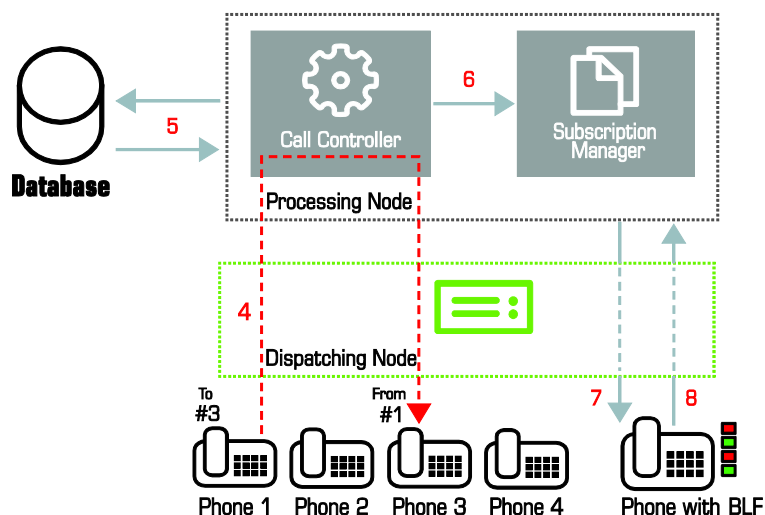 6
5
Call Controller
Subscription
Manager
Database
Processing Node
4
Dispatching Node
To
#3
From
#1
7
8
Phone 1
Phone 2
Phone 3
Phone 4
Phone with BLF